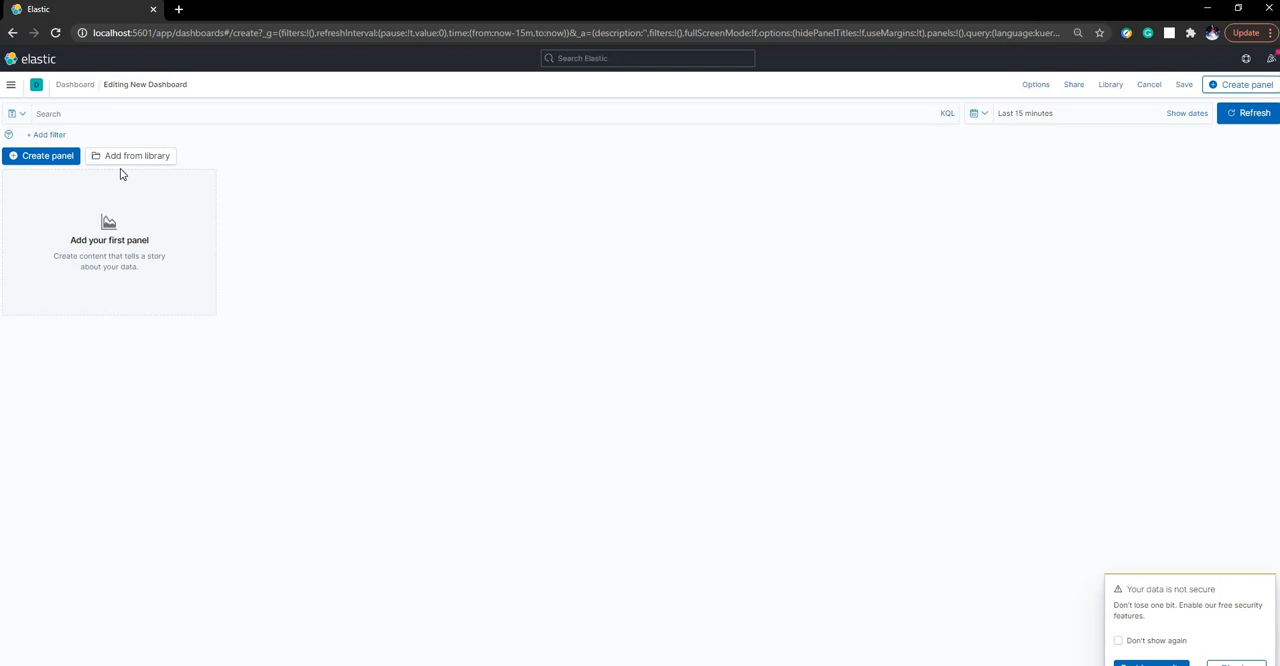 Elastic
localhost:5601/app/dashboards#/create?_g=(filters:!(),refreshInterval:(pause:!t,value:0),time:(from:now-15m,to:now))&_a=(description:'',filters:!(),fullScreenMode:!f,options:(hidePanelTitles:!f,useMargins:!t),panels:!(),query:(language:kuer...
Update
elastic
Search Elastic
D
Dashboard / Editing New Dashboard
Options
Share
Library
Cancel
Save
Create panel
Search
KQL
Last 15 minutes
Show dates
Refresh
+ Add filter
Create panel
Add from library
Add your first panel
Create content that tells a story
about your data.
Your data is not secure
Don't lose one bit. Enable our free security
features.
Don't show again